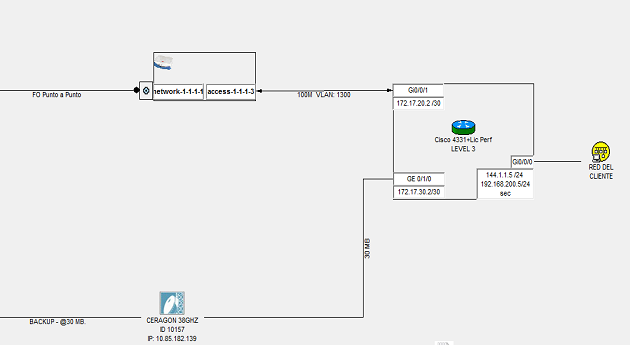 FO Punto a Punto
network-1-1-1-1
access-1-1-1-3
100M VLAN: 1300
Gi0/0/1
172.17.20.2 /30
Cisco 4331+Lic Perf
LEVEL 3
Gi0/0/0
144.1.1.5 /24
192.168.200.5/24
sec
RED DEL
CLIENTE
GE 0/1/0
172.17.30.2/30
30 MB
BACKUP - @30 MB.
CERAGON 38GHZ
ID 10157
IP: 10.85.182.139